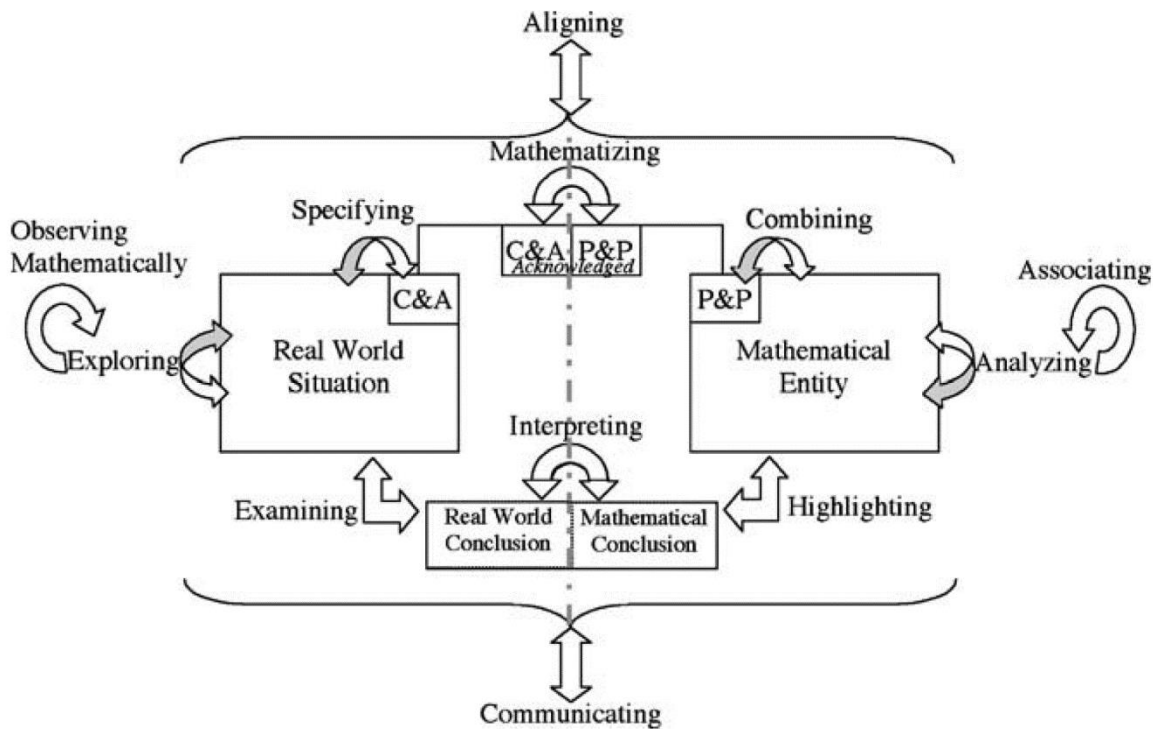 Aligning
Mathematizing
Specifying
Combining
Observing
Mathematically
C&A P&P
Acknowledged
Associating
C&A
P&P
Exploring
Real World
Situation
Mathematical
Entity
Analyzing
Interpreting
Examining
Real World
Conclusion
Mathematical
Conclusion
Highlighting
Communicating